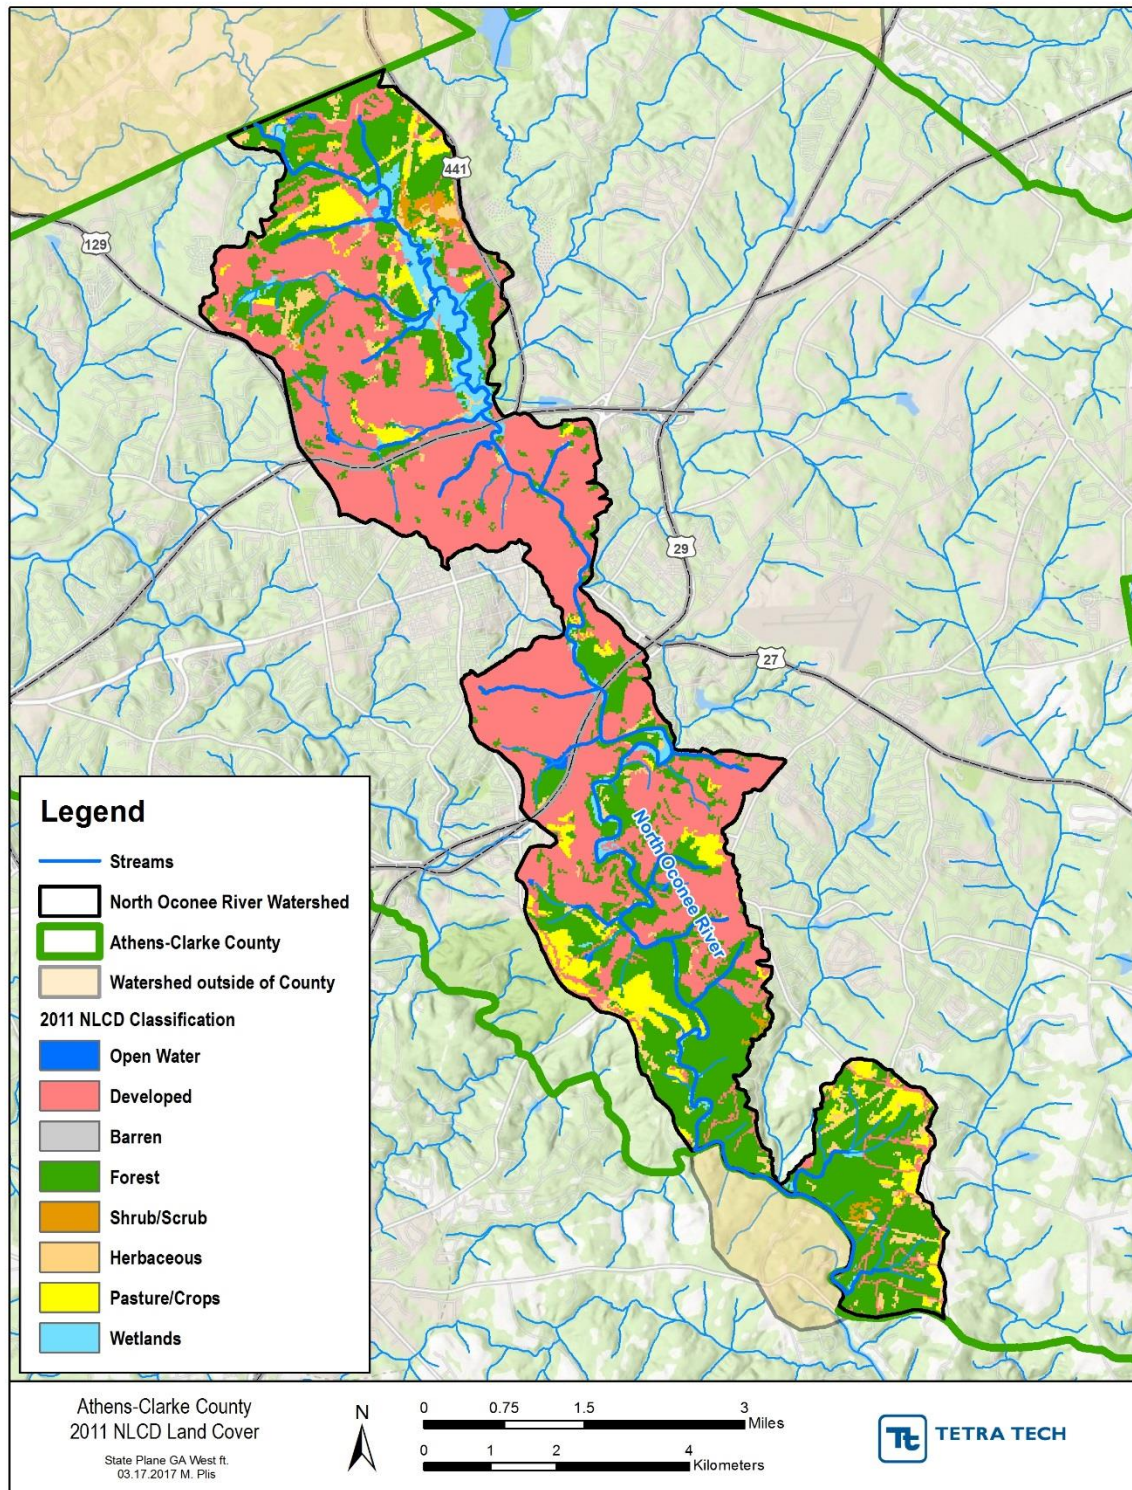 441
129
29
27
North Oconee River
Legend
Streams
North Oconee River Watershed
Athens-Clarke County
Watershed outside of County
2011 NLCD Classification
Open Water
Developed
Barren
Forest
Shrub/Scrub
Herbaceous
Pasture/Crops
Wetlands
Athens-Clarke County
2011 NLCD Land Cover
State Plane GA West ft.
03.17.2017 M. Plis
N
0 0.75 1.5 3
Miles
0 1 2 4
Kilometers
Tt TETRA TECH